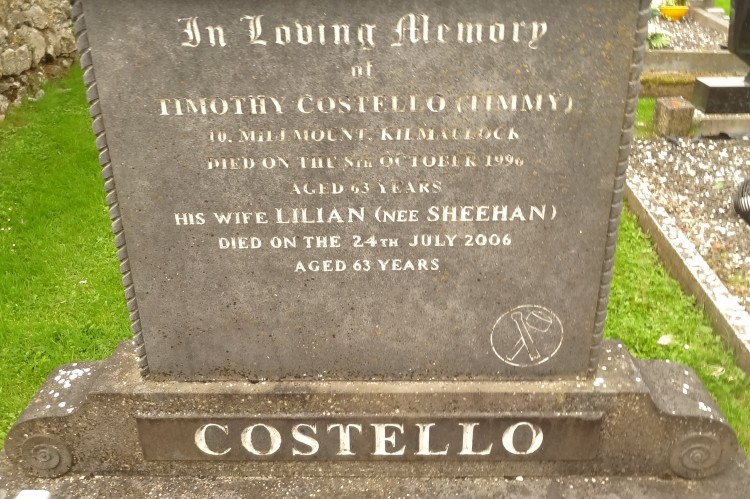 In Loving Memory
of
TIMOTHY COSTELLO (TIMMY)
10, MILLMOUNT, KILMALLOCK
DIED ON THE 8TH OCTOBER 1996
AGED 63 YEARS
HIS WIFE LILIAN (NEE SHEEHAN)
DIED ON THE 24TH JULY 2006
AGED 63 YEARS
COSTELLO